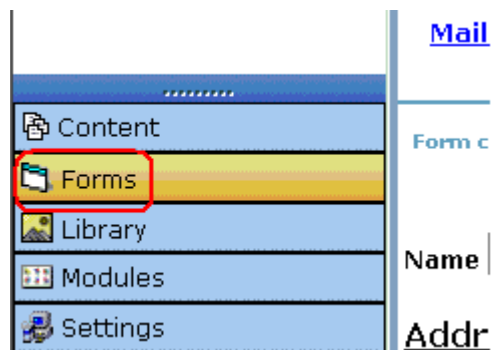 Content
Forms
Library
Modules
Settings
Mail
Form c
Name
Addr